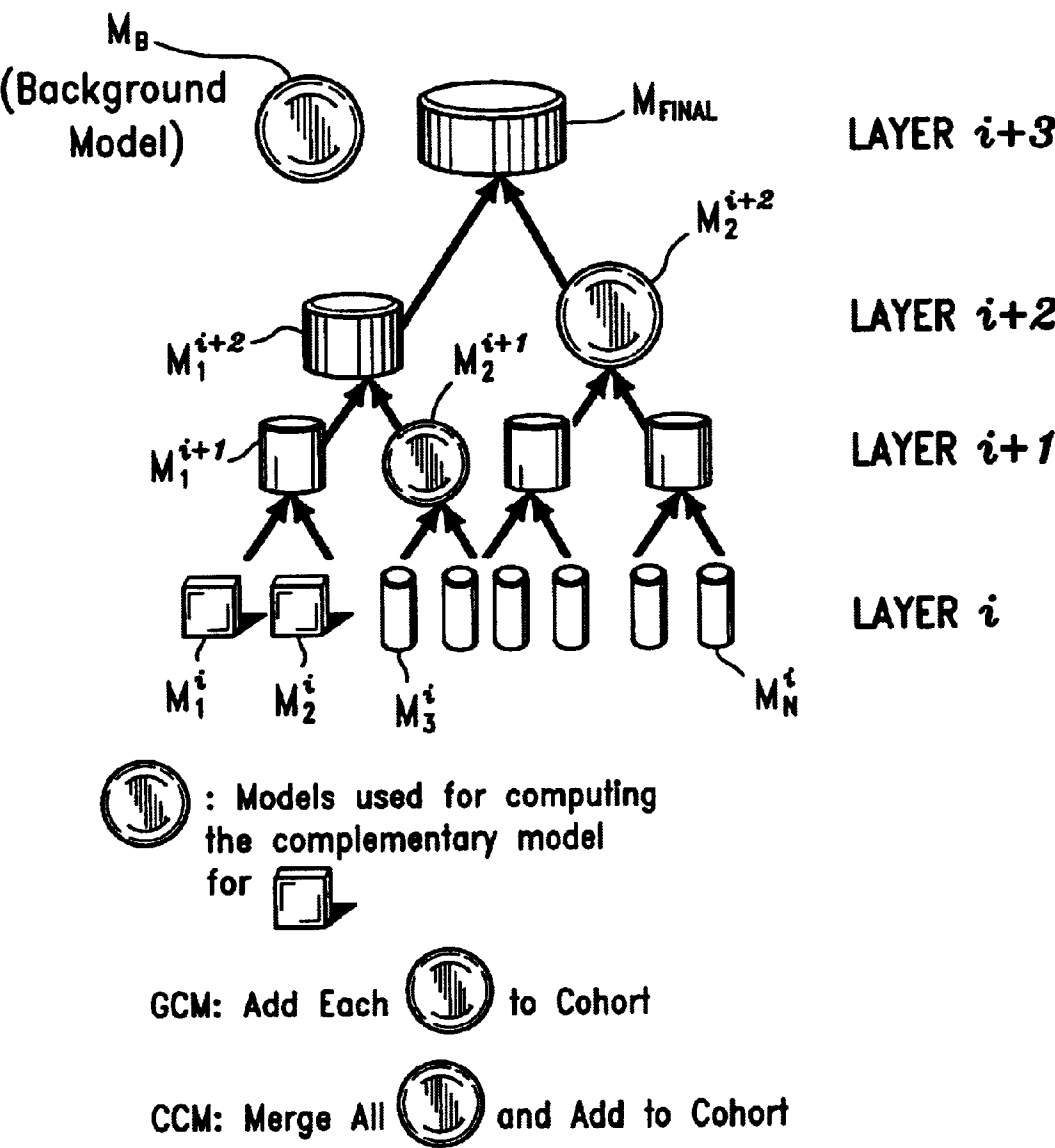 M_B
(Background
Model)
M_FINAL
LAYER i+3
M_2^{i+2}
LAYER i+2
M_1^{i+2}
M_2^{i+1}
M_1^{i+1}
LAYER i+1
LAYER i
M_1^i
M_2^i
M_3^i
M_N^i
: Models used for computing
the complementary model
for
GCM: Add Each to Cohort
CCM: Merge All and Add to Cohort